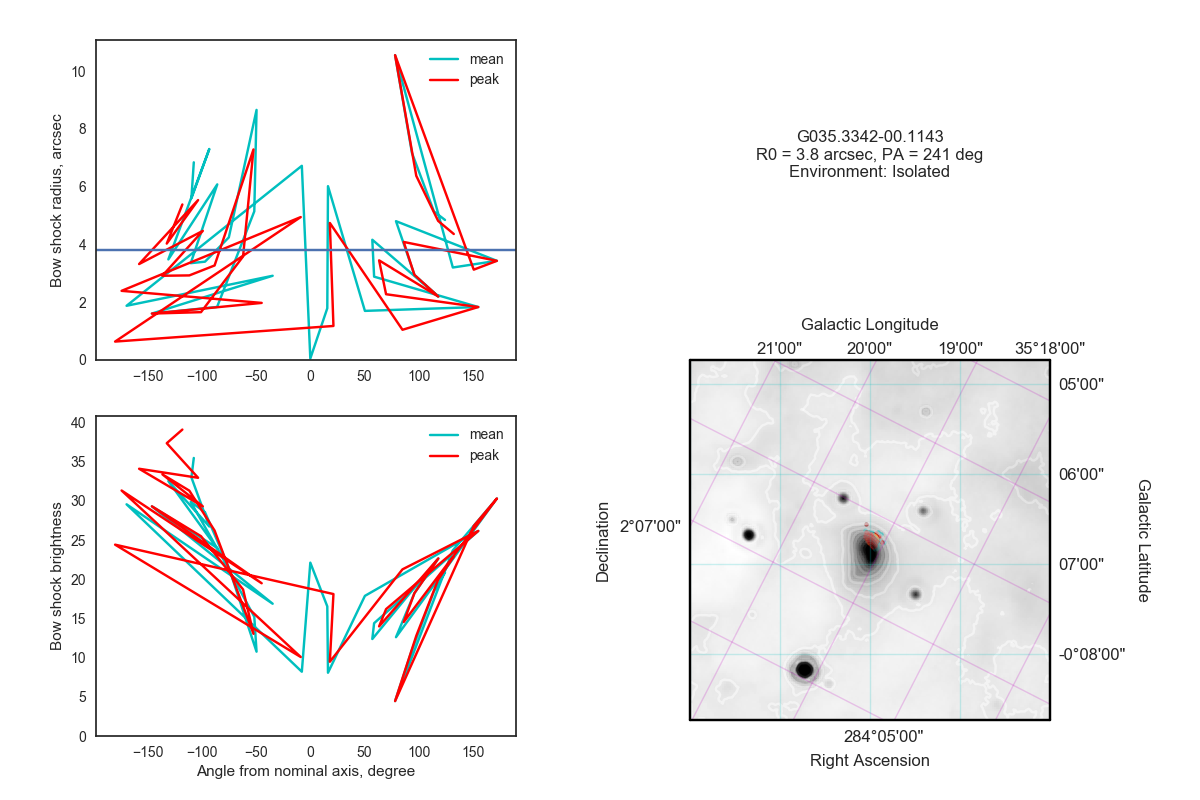 10
8
6
4
2
0
Bow shock radius, arcsec
mean
peak
−150
−100
−50
0
50
100
150
40
35
30
25
20
15
10
5
0
Bow shock brightness
mean
peak
−150
−100
−50
0
50
100
150
Angle from nominal axis, degree
G035.3342-00.1143
R0 = 3.8 arcsec, PA = 241 deg
Environment: Isolated
Galactic Longitude
21'00" 20'00" 19'00" 35°18'00"
05'00"
06'00"
07'00"
-0°08'00"
Galactic Latitude
2°07'00"
Declination
284°05'00"
Right Ascension